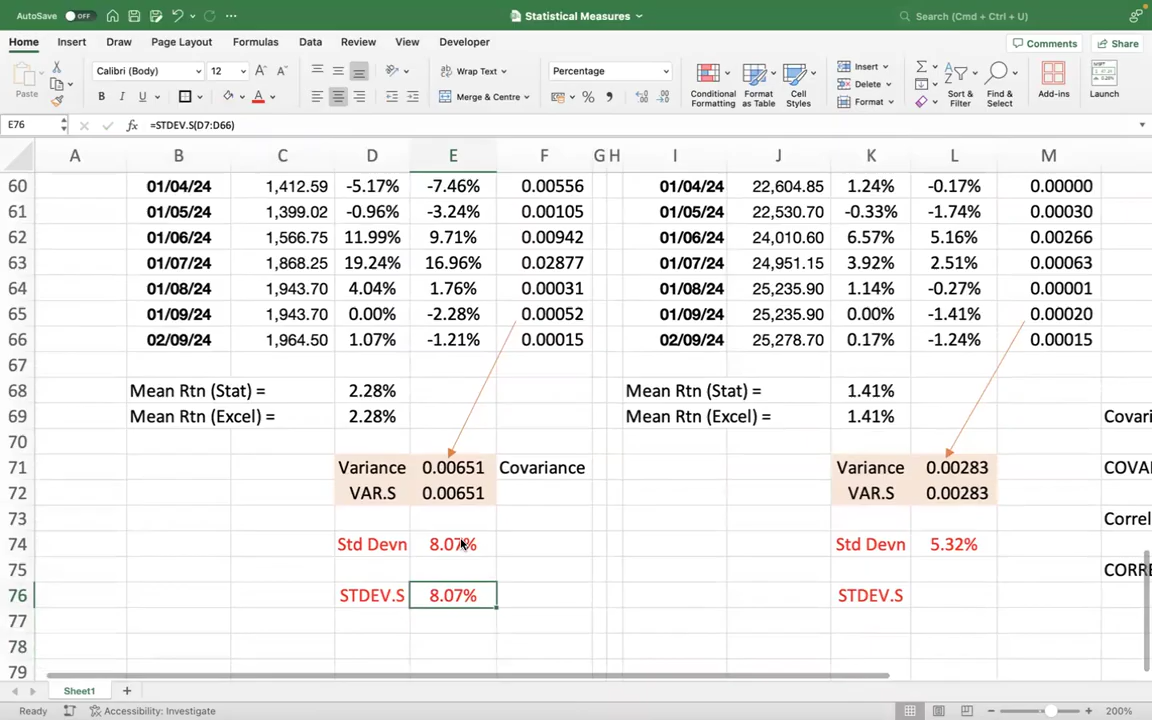 AutoSave OFF Statistical Measures Search (Cmd + Ctrl + U)
Home Insert Draw Page Layout Formulas Data Review View Developer Comments Share
Paste Calibri (Body) 12 Wrap Text Percentage Insert
B I U A Merge & Centre % Conditional Formatting Format as Table Cell Styles Delete Format Sort & Filter Find & Select Add-ins Launch
E76 fx =STDEV.S(D7:D66)
A B C D E F G H I J K L M
60 01/04/24 1,412.59 -5.17% -7.46% 0.00556 01/04/24 22,604.85 1.24% -0.17% 0.00000
61 01/05/24 1,399.02 -0.96% -3.24% 0.00105 01/05/24 22,530.70 -0.33% -1.74% 0.00030
62 01/06/24 1,566.75 11.99% 9.71% 0.00942 01/06/24 24,010.60 6.57% 5.16% 0.00266
63 01/07/24 1,868.25 19.24% 16.96% 0.02877 01/07/24 24,951.15 3.92% 2.51% 0.00063
64 01/08/24 1,943.70 4.04% 1.76% 0.00031 01/08/24 25,235.90 1.14% -0.27% 0.00001
65 01/09/24 1,943.70 0.00% -2.28% 0.00052 01/09/24 25,235.90 0.00% -1.41% 0.00020
66 02/09/24 1,964.50 1.07% -1.21% 0.00015 02/09/24 25,278.70 0.17% -1.24% 0.00015
67
68 Mean Rtn (Stat) = 2.28% Mean Rtn (Stat) = 1.41%
69 Mean Rtn (Excel) = 2.28% Mean Rtn (Excel) = 1.41% Covari
70
71 Variance 0.00651 Covariance Variance 0.00283 COVA
72 VAR.S 0.00651 VAR.S 0.00283
73 Correl
74 Std Devn 8.07% Std Devn 5.32%
75 CORRE
76 STDEV.S 8.07% STDEV.S
77
78
79
Sheet1
Ready Accessibility: Investigate 200%